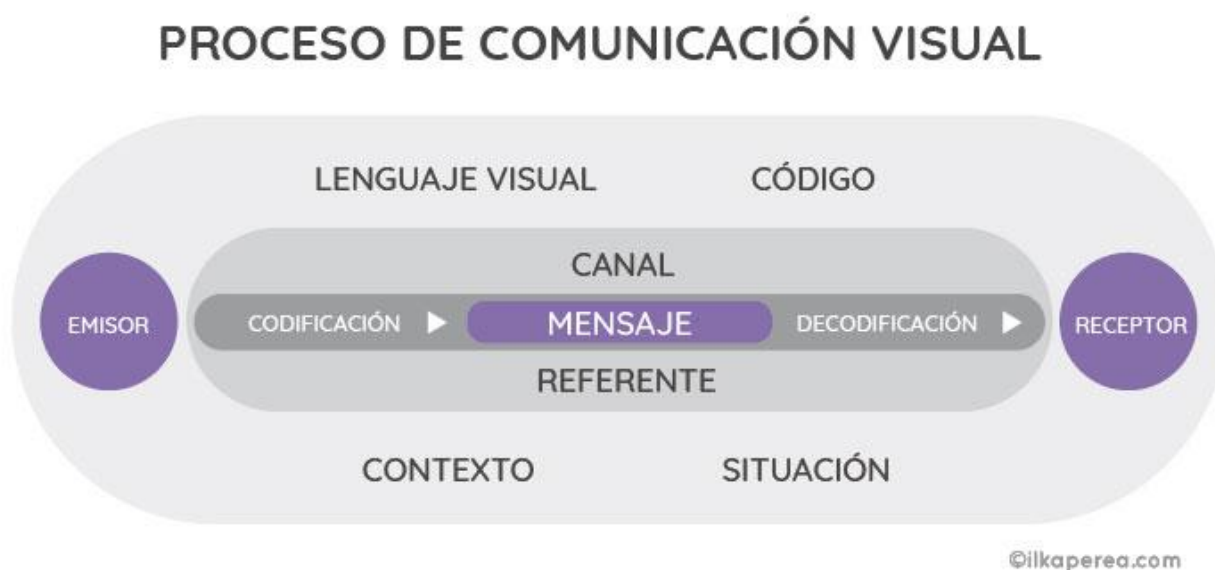 PROCESO DE COMUNICACIÓN VISUAL
LENGUAJE VISUAL CÓDIGO
CANAL
EMISOR CODIFICACIÓN MENSAJE DECODIFICACIÓN RECEPTOR
REFERENTE
CONTEXTO SITUACIÓN
©ilkaperea.com